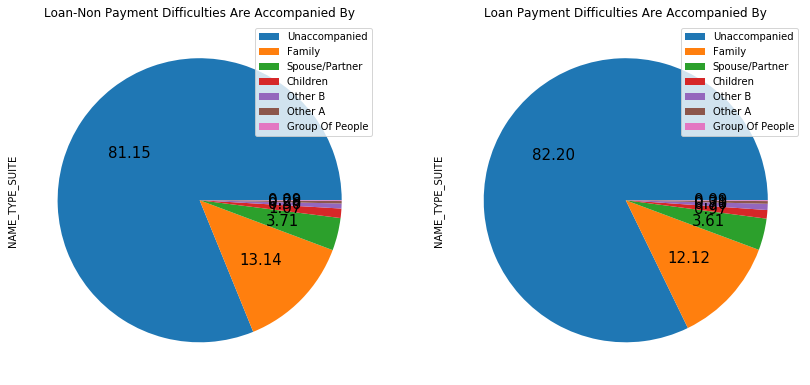 Loan-Non Payment Difficulties Are Accompanied By
Unaccompanied
Family
Spouse/Partner
Children
Other B
Other A
Group Of People
NAME_TYPE_SUITE
81.15
3.71
13.14
Loan Payment Difficulties Are Accompanied By
Unaccompanied
Family
Spouse/Partner
Children
Other B
Other A
Group Of People
NAME_TYPE_SUITE
82.20
3.61
12.12